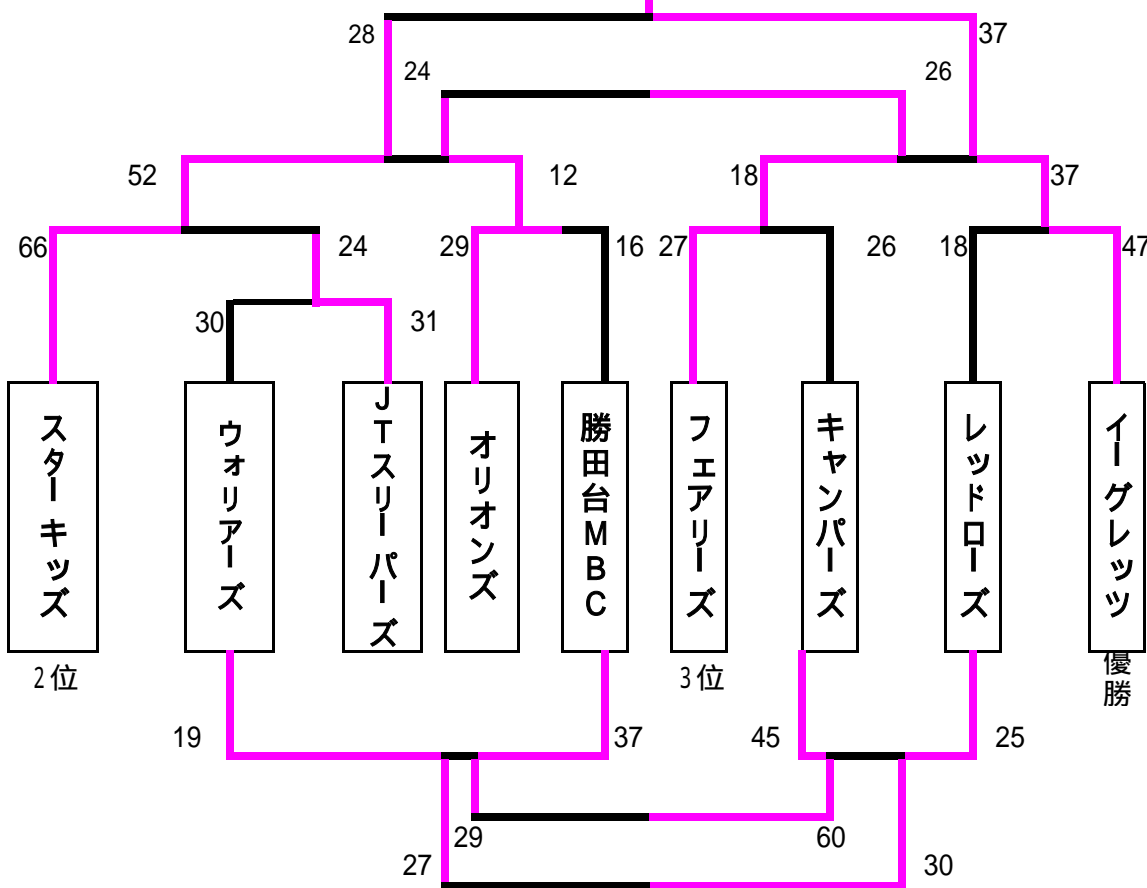 28
37
24
26
52
12
18
37
66
24
29
16
27
26
18
47
30
31
スターキッズ
ウォリアーズ
JTスリーパーズ
オリオンズ
勝田台MBC
フェアリーズ
キャンパーズ
レッドローズ
イーグレッツ
2位
3位
優勝
19
37
45
25
29
60
27
30